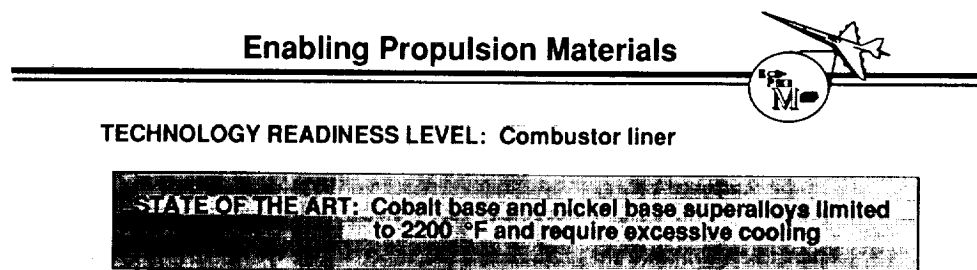 Enabling Propulsion Materials
TECHNOLOGY READINESS LEVEL: Combustor liner
STATE OF THE ART: Cobalt base and nickel base superalloys limited
to 2200 °F and require excessive cooling